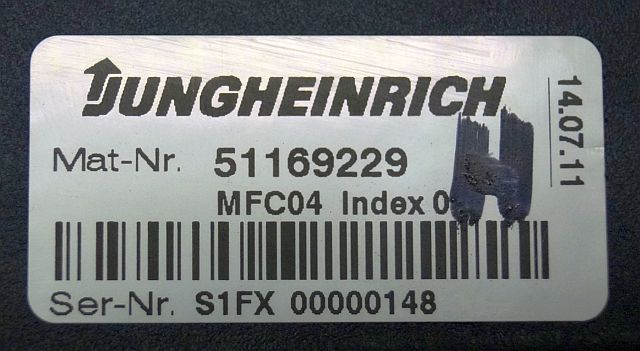 JUNGHEINRICH
Mat-Nr. 51169229
MFC04 Index 0
Ser-Nr. S1FX 00000148
14.07.11